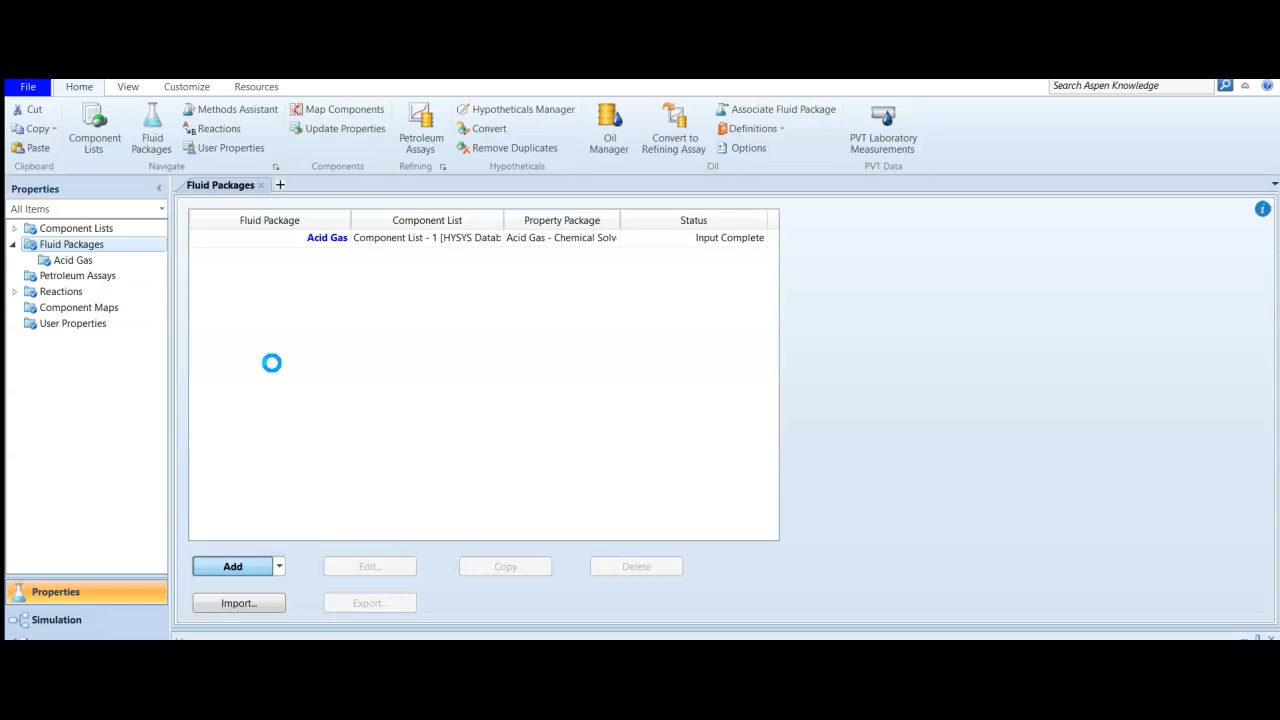 File Home View Customize Resources Search Aspen Knowledge
Cut
Copy
Paste
Clipboard
Component Lists
Fluid Packages
Methods Assistant
Reactions
User Properties
Navigate
Map Components
Update Properties
Components
Petroleum Assays
Refining
Hypotheticals Manager
Convert
Remove Duplicates
Hypotheticals
Oil Manager
Convert to Refining Assay
Associate Fluid Package
Definitions
Options
Oil
PVT Laboratory Measurements
PVT Data
Properties
All Items
Component Lists
Fluid Packages
Acid Gas
Petroleum Assays
Reactions
Component Maps
User Properties
Properties
Simulation
Fluid Packages
Fluid Package Component List Property Package Status
Acid Gas Component List - 1 [HYSYS Datab Acid Gas - Chemical Solv Input Complete
Add Edit... Copy Delete
Import... Export...